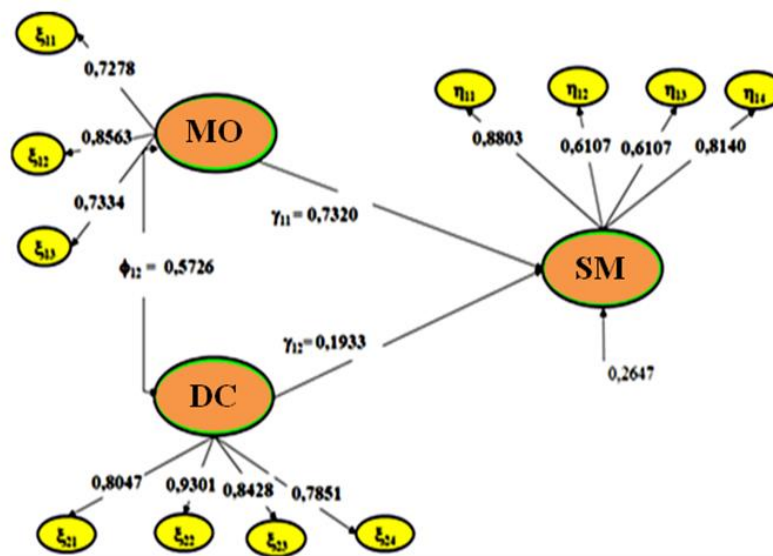 ξ11
0,7278
MO
ξ12
0,8563
ξ13
0,7334
η11
η12
η13
η14
0,8803
0,6107
0,6107
0,8140
γ11 = 0,7320
SM
ϕ12 = 0,5726
γ12 = 0,1933
0,2647
DC
0,8047
0,9301
0,8428
0,7851
ξ21
ξ22
ξ23
ξ24